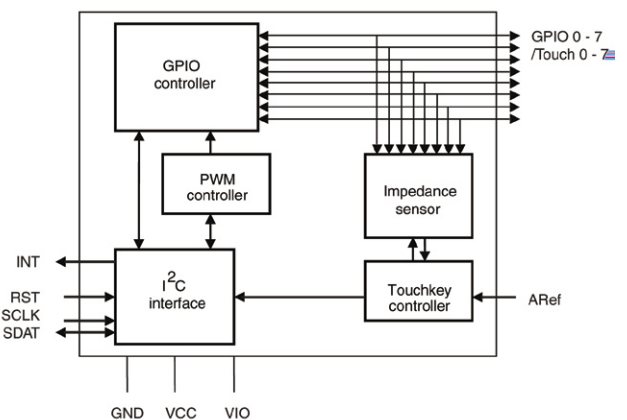 GPIO 0 - 7
/Touch 0 - 7
GPIO
controller
PWM
controller
Impedance
sensor
INT
RST
SCLK
SDAT
I²C
interface
Touchkey
controller
ARef
GND VCC VIO